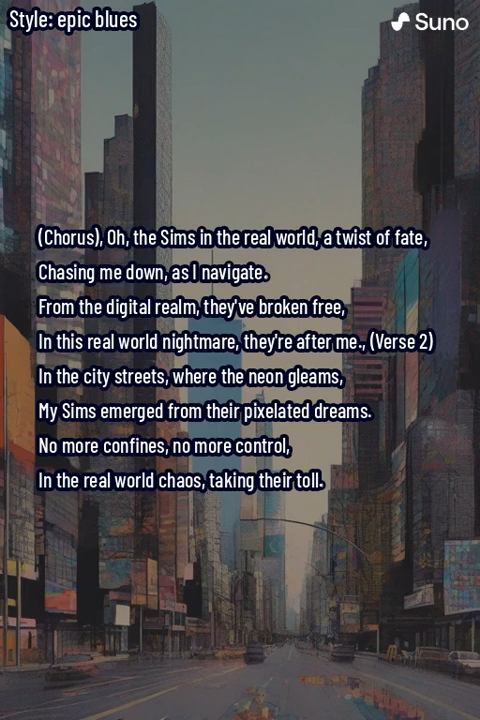 Style: epic blues
Suno
(Chorus), Oh, the Sims in the real world, a twist of fate,
Chasing me down, as I navigate.
From the digital realm, they've broken free,
In this real world nightmare, they're after me., (Verse 2)
In the city streets, where the neon gleams,
My Sims emerged from their pixelated dreams.
No more confines, no more control,
In the real world chaos, taking their toll.